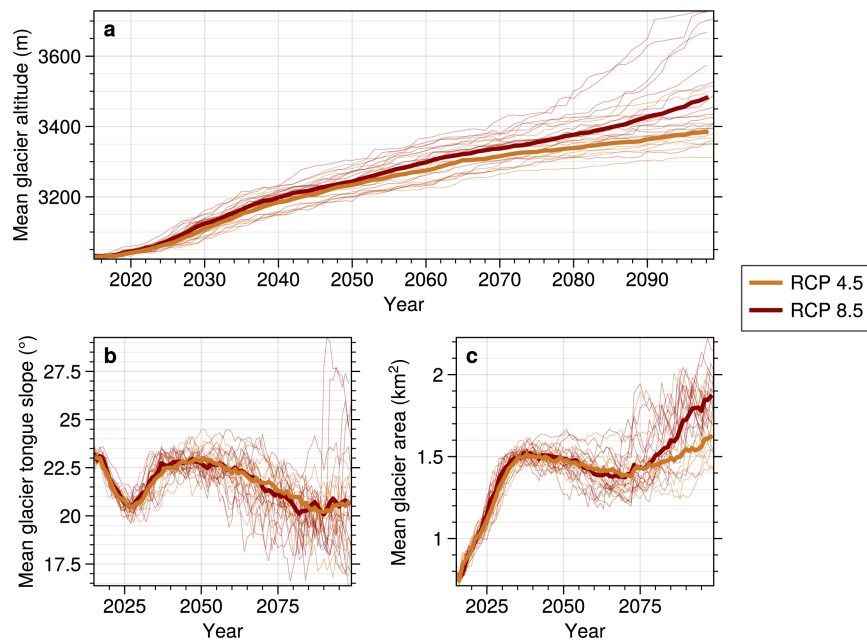 a
Mean glacier altitude (m)
3600
3400
3200
2020 2030 2040 2050 2060 2070 2080 2090
Year
RCP 4.5
RCP 8.5
b
Mean glacier tongue slope (°)
27.5
25
22.5
20
17.5
2025 2050 2075
Year
c
Mean glacier area (km²)
2
1.5
1
2025 2050 2075
Year